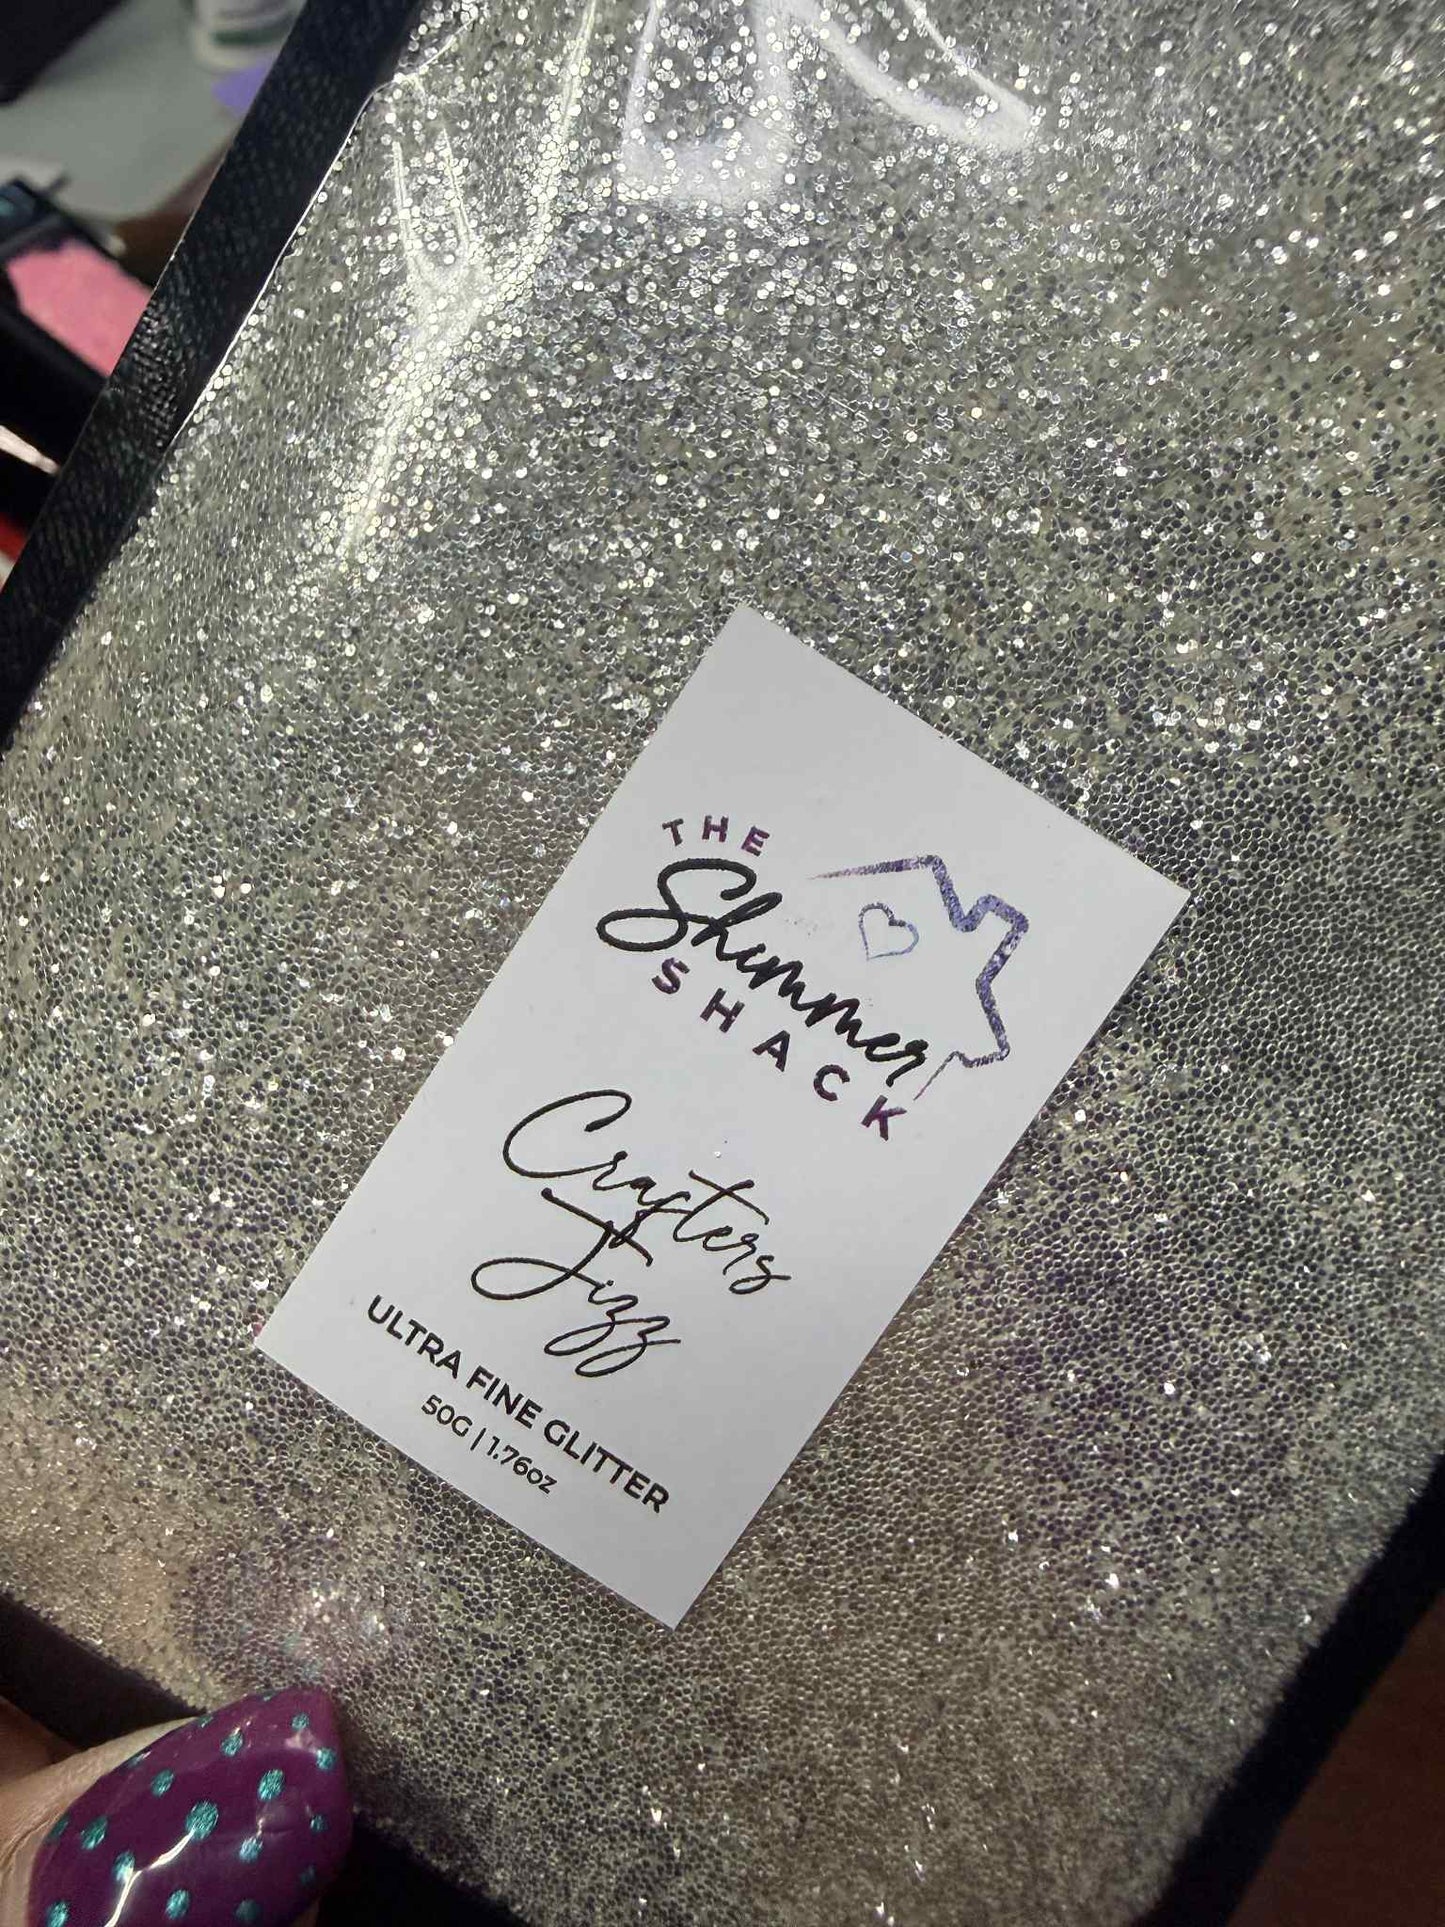 THE
Shimmer
SHACK
Crafters
Jizz
ULTRA FINE GLITTER
50G | 1.76oz